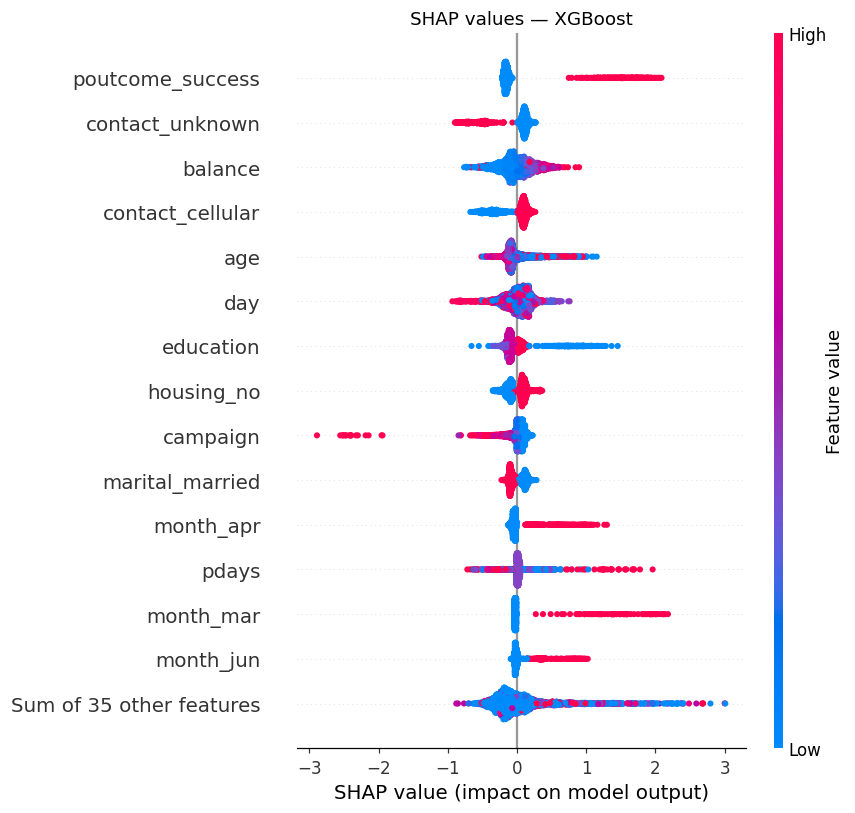 SHAP values — XGBoost
High
poutcome_success
contact_unknown
balance
contact_cellular
age
day
education
housing_no
campaign
marital_married
month_apr
pdays
month_mar
month_jun
Sum of 35 other features
Feature value
Low
−3 −2 −1 0 1 2 3
SHAP value (impact on model output)